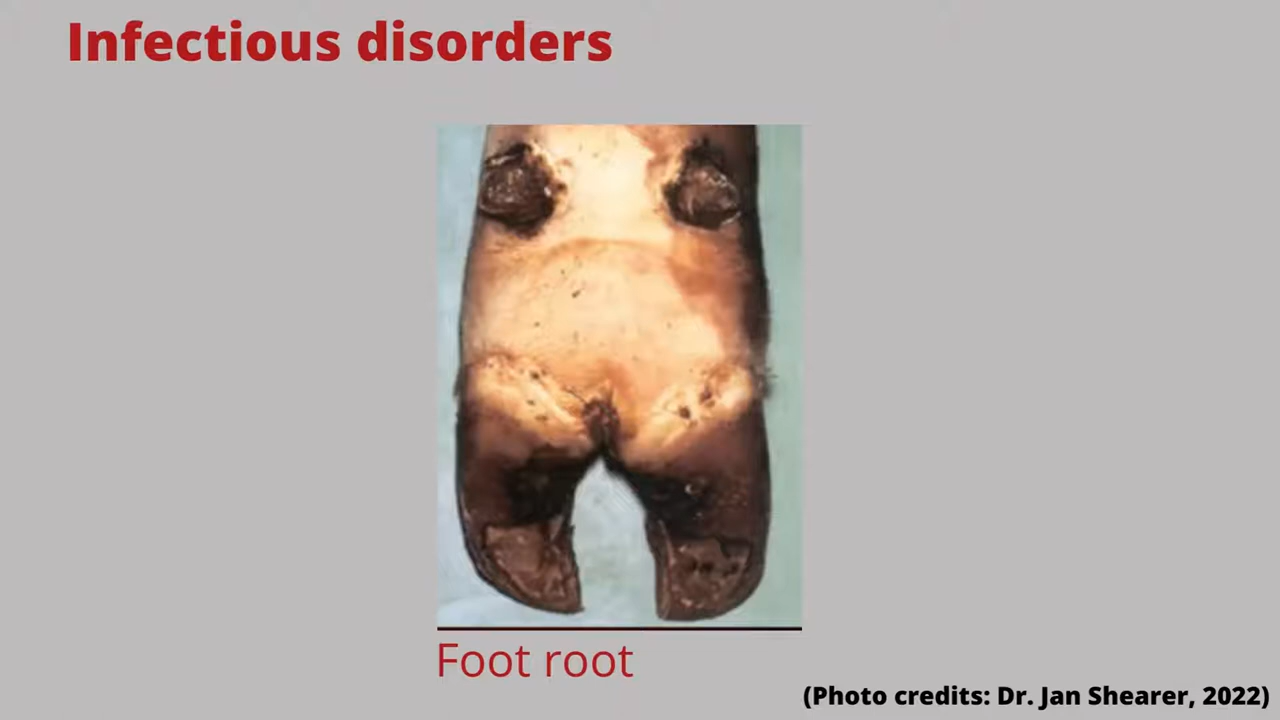 Infectious disorders
Foot root
(Photo credits: Dr. Jan Shearer, 2022)